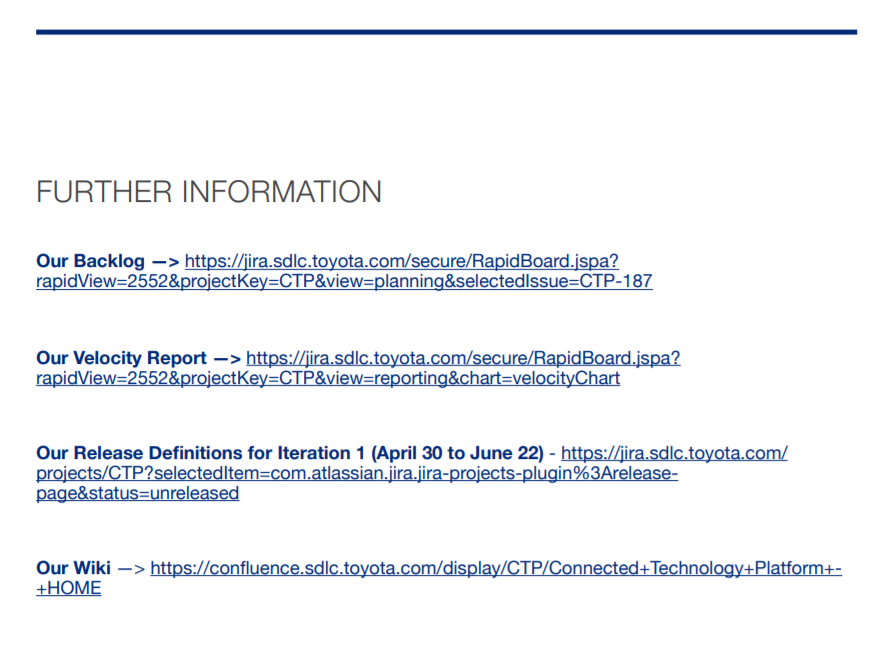 FURTHER INFORMATION
Our Backlog —> https://jira.sdlc.toyota.com/secure/RapidBoard.jspa?
rapidView=2552&projectKey=CTP&view=planning&selectedIssue=CTP-187
Our Velocity Report —> https://jira.sdlc.toyota.com/secure/RapidBoard.jspa?
rapidView=2552&projectKey=CTP&view=reporting&chart=velocityChart
Our Release Definitions for Iteration 1 (April 30 to June 22) - https://jira.sdlc.toyota.com/
projects/CTP?selectedItem=com.atlassian.jira.jira-projects-plugin%3Arelease-
page&status=unreleased
Our Wiki —> https://confluence.sdlc.toyota.com/display/CTP/Connected+Technology+Platform+-
+HOME